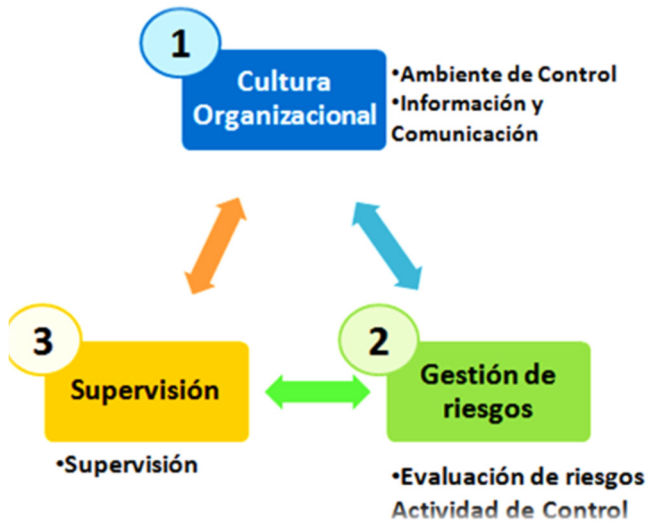 1
Cultura
Organizacional
•Ambiente de Control
•Información y
Comunicación
3
Supervisión
•Supervisión
2
Gestión de
riesgos
•Evaluación de riesgos
Actividad de Control